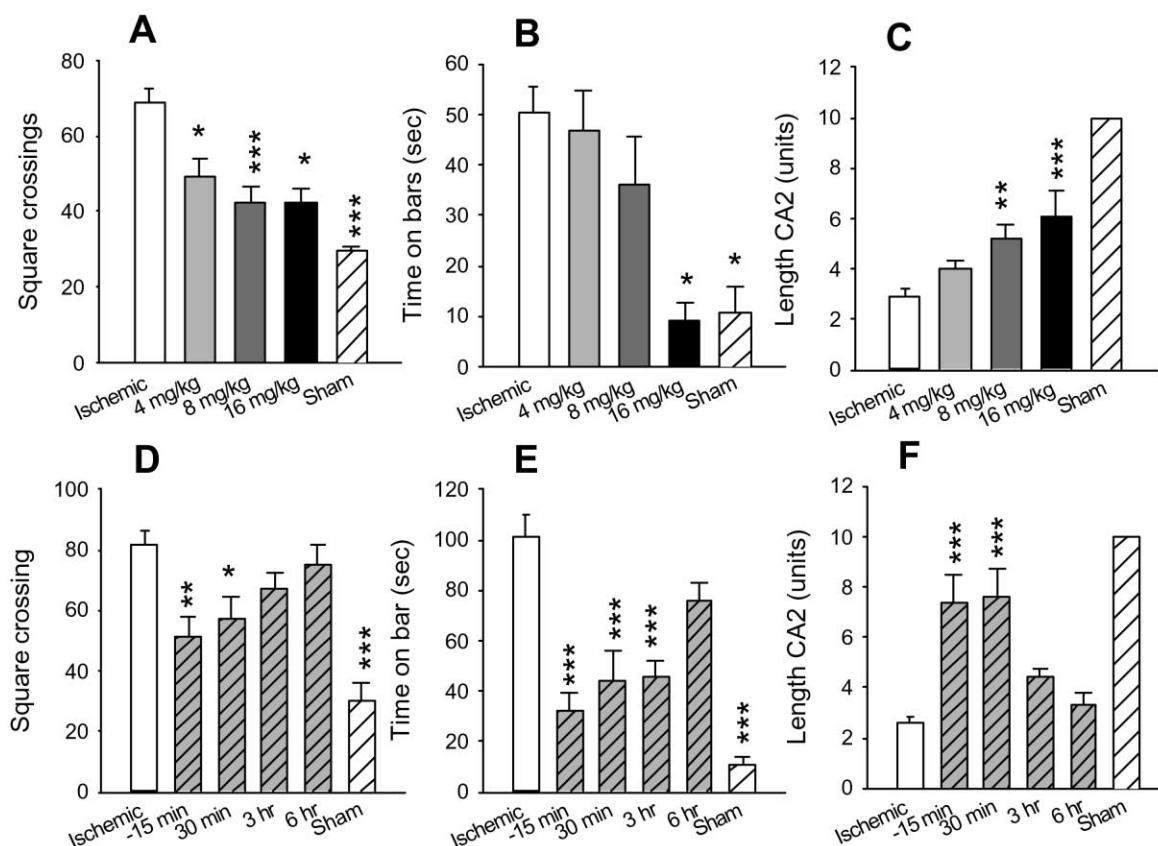 A
Square crossings
80
60
40
20
0
*
***
*
***
Ischemic
4 mg/kg
8 mg/kg
16 mg/kg
Sham
B
Time on bars (sec)
60
50
40
30
20
10
0
*
*
Ischemic
4 mg/kg
8 mg/kg
16 mg/kg
Sham
C
Length CA2 (units)
12
10
8
6
4
2
0
**
***
Ischemic
4 mg/kg
8 mg/kg
16 mg/kg
Sham
D
Square crossing
100
80
60
40
20
0
**
*
***
Ischemic
-15 min
30 min
3 hr
6 hr
Sham
E
Time on bar (sec)
120
100
80
60
40
20
0
***
***
***
***
Ischemic
-15 min
30 min
3 hr
6 hr
Sham
F
Length CA2 (units)
12
10
8
6
4
2
0
***
***
Ischemic
-15 min
30 min
3 hr
6 hr
Sham